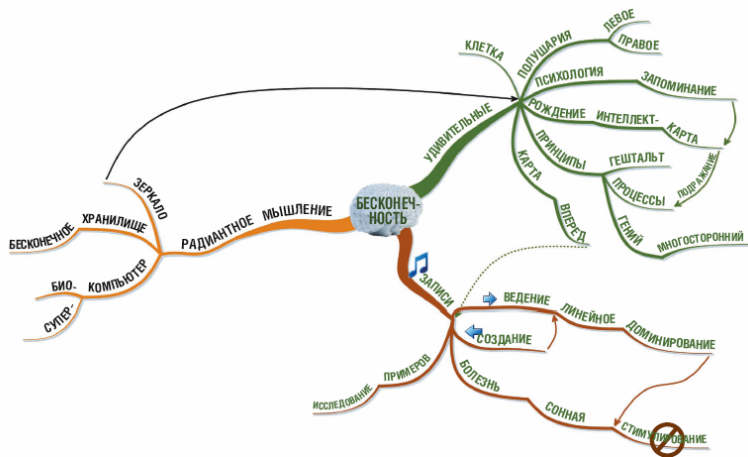 БЕСКОНЕЧ-
НОСТЬ
УДИВИТЕЛЬНЫЕ
КЛЕТКА
ПОЛУШАРИЯ
ЛЕВОЕ
ПРАВОЕ
ПСИХОЛОГИЯ
ЗАПОМИНАНИЕ
РОЖДЕНИЕ
ИНТЕЛЛЕКТ-
КАРТА
ПРИНЦИПЫ
ГЕШТАЛЬТ
ПРОЦЕССЫ
ПОДРАЖАНИЕ
ГЕНИЙ
МНОГОСТОРОННИЙ
КАРТА
ВПЕРЕД
ЗАПИСИ
ВЕДЕНИЕ
ЛИНЕЙНОЕ
ДОМИНИРОВАНИЕ
СОЗДАНИЕ
БОЛЕЗНЬ
СОННАЯ
СТИМУЛИРОВАНИЕ
ПРИМЕРОВ
ИССЛЕДОВАНИЕ
РАДИАНТНОЕ МЫШЛЕНИЕ
ЗЕРКАЛО
ХРАНИЛИЩЕ
БЕСКОНЕЧНОЕ
КОМПЬЮТЕР
БИО-
СУПЕР-